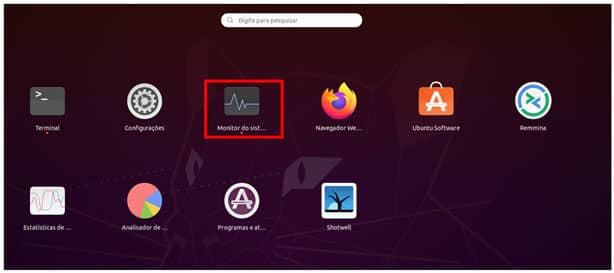 Digite para pesquisar
Terminal
Configurações
Monitor do sist...
Navegador We...
Ubuntu Software
Remmina
Estatísticas de ...
Analisador de ...
Programas e at...
Shotwell